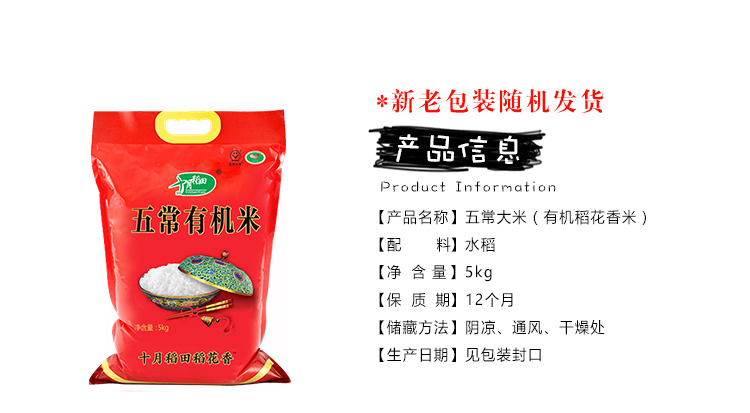 *新老包装随机发货
产品信息
Product Information
【产品名称】五常大米（有机稻花香米）
【配 料】水稻
【净 含 量】5kg
【保 质 期】12个月
【储藏方法】阴凉、通风、干燥处
【生产日期】见包装封口
十月稻田
五常有机米
净含量:5kg
十月稻田稻花香